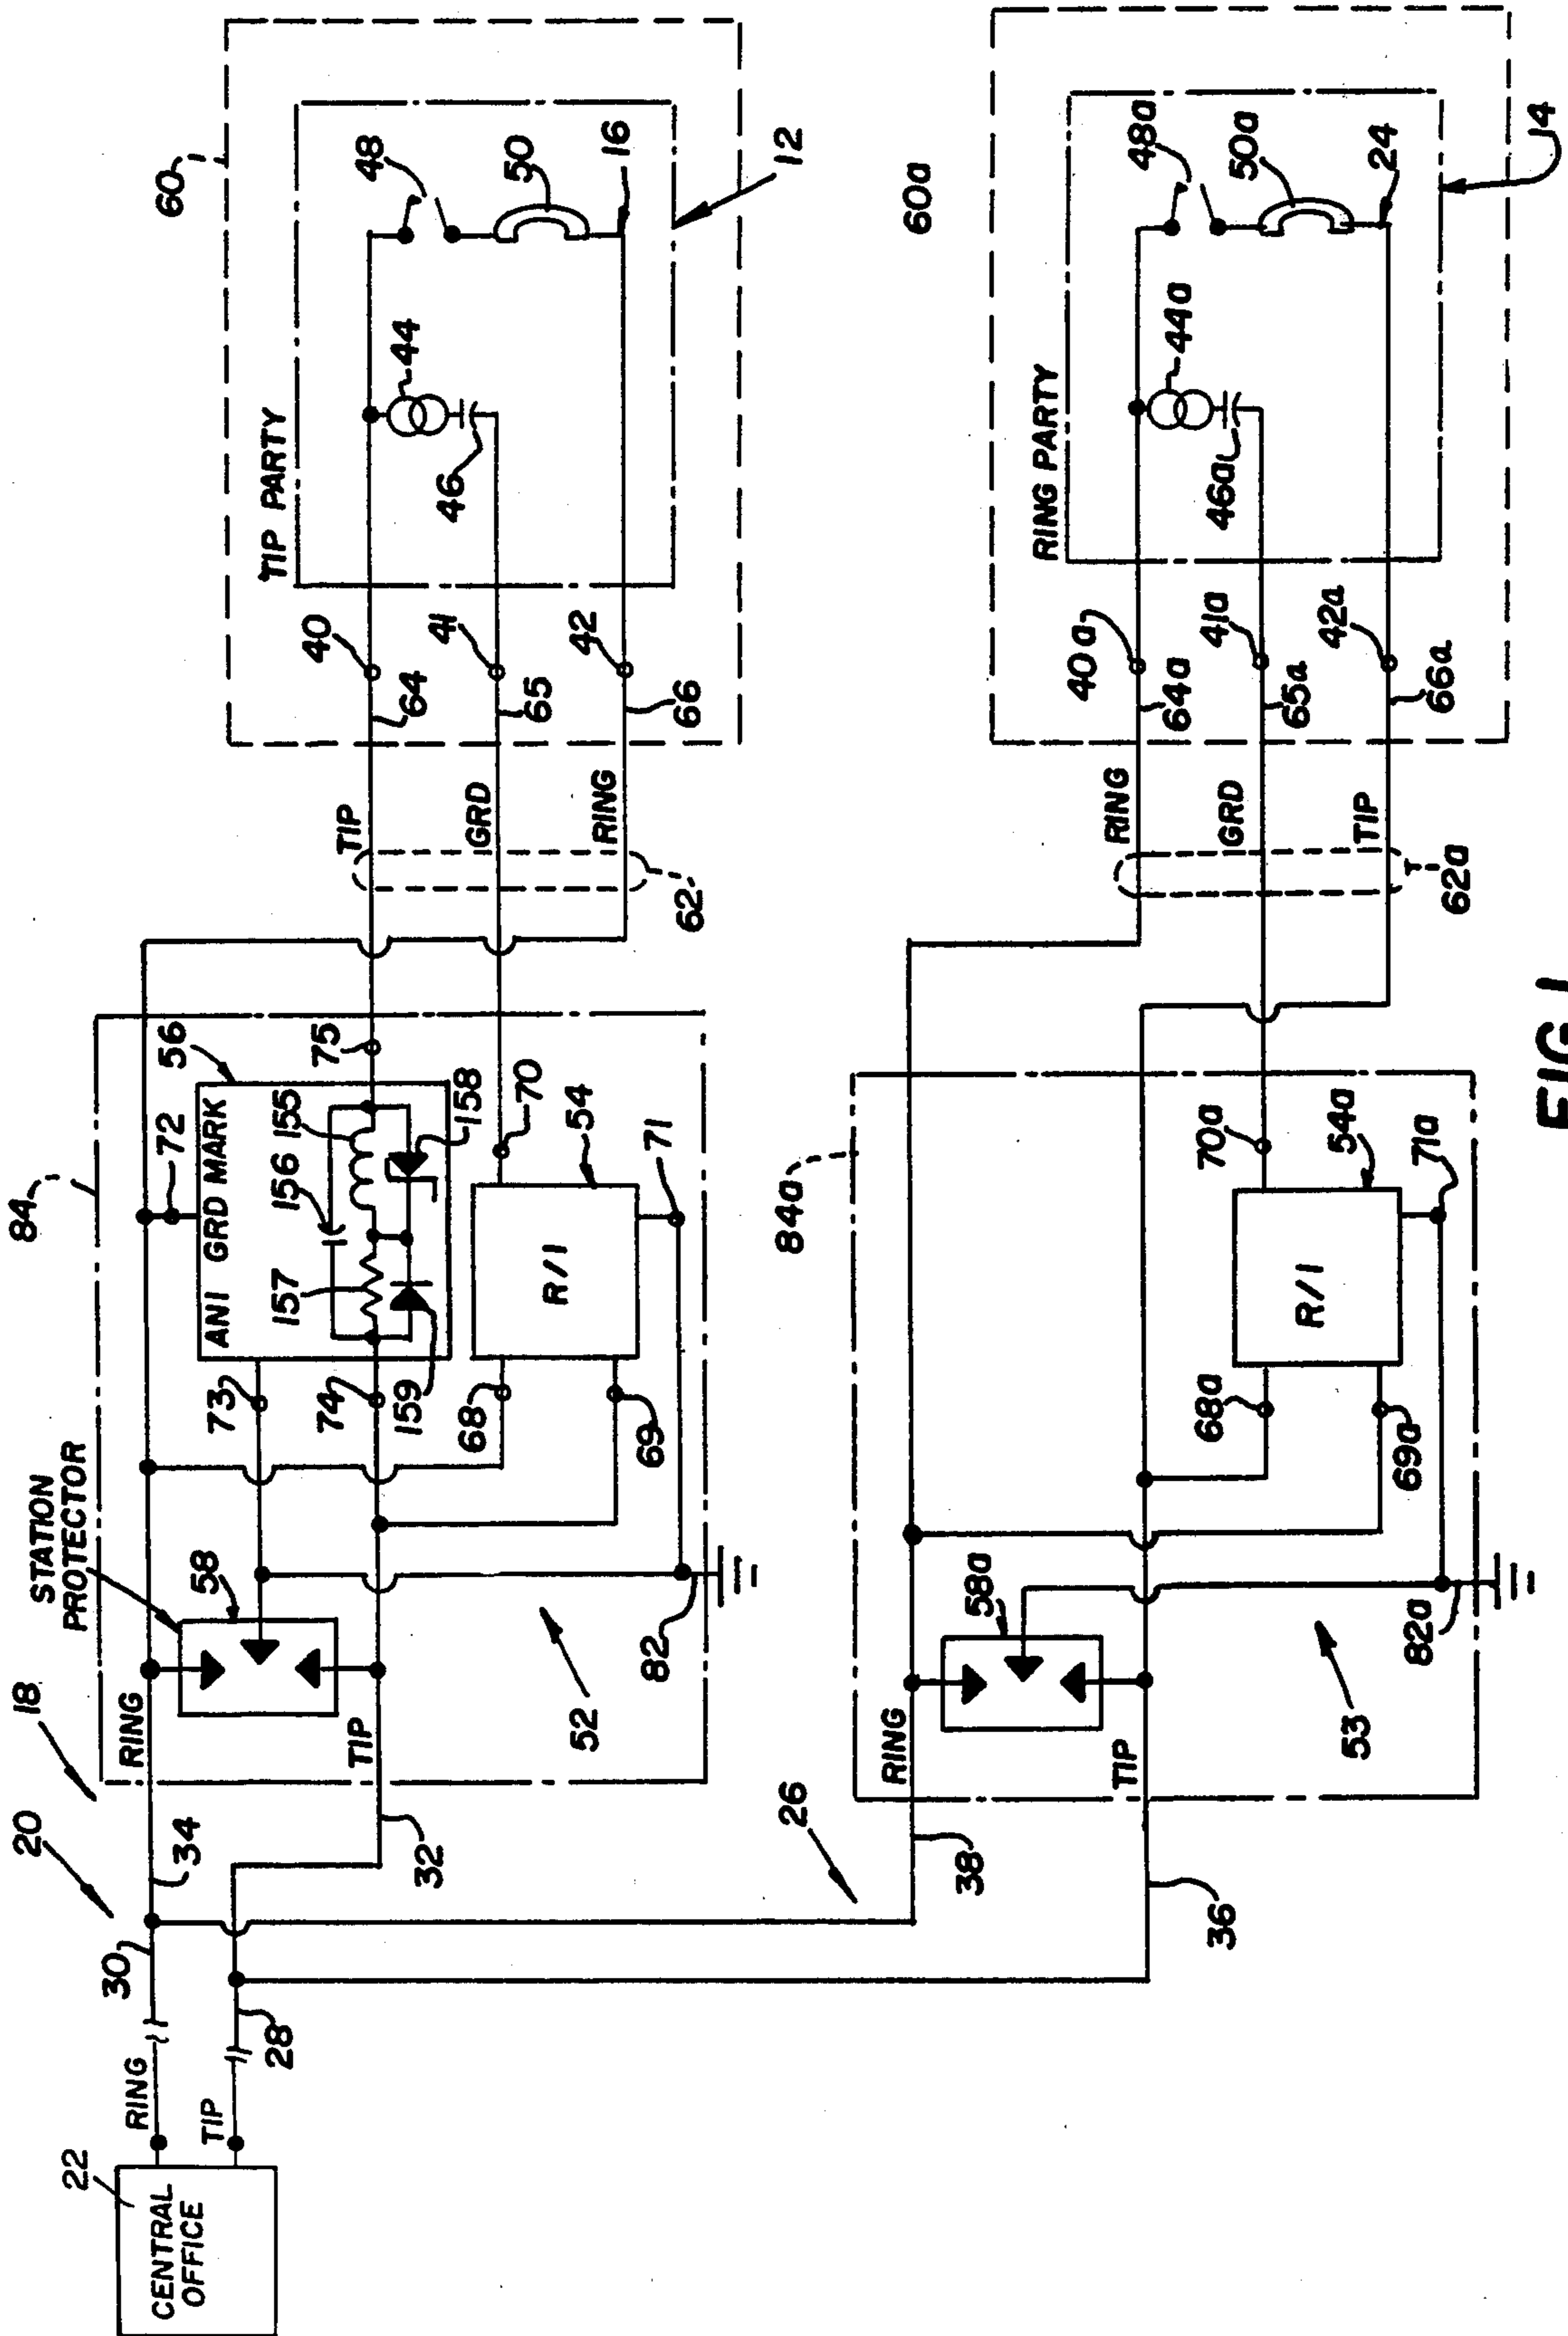 22
CENTRAL
OFFICE
RING
TIP
30
28
20
18
34
32
26
38
36
84
STATION
PROTECTOR
RING
TIP
58
52
82
73
74
68
69
72
56
ANI GRD MARK
157
156
155
158
159
75
R/I
70
54
71
TIP
GRD
RING
62
60
TIP PARTY
40
64
41
65
42
66
44
46
48
50
16
12
84a
RING
TIP
58a
53
82a
68a
69a
R/I
70a
54a
71a
RING
GRD
TIP
62a
60a
RING PARTY
40a
64a
41a
65a
42a
66a
44a
46a
48a
50a
24
14
FIG. 1